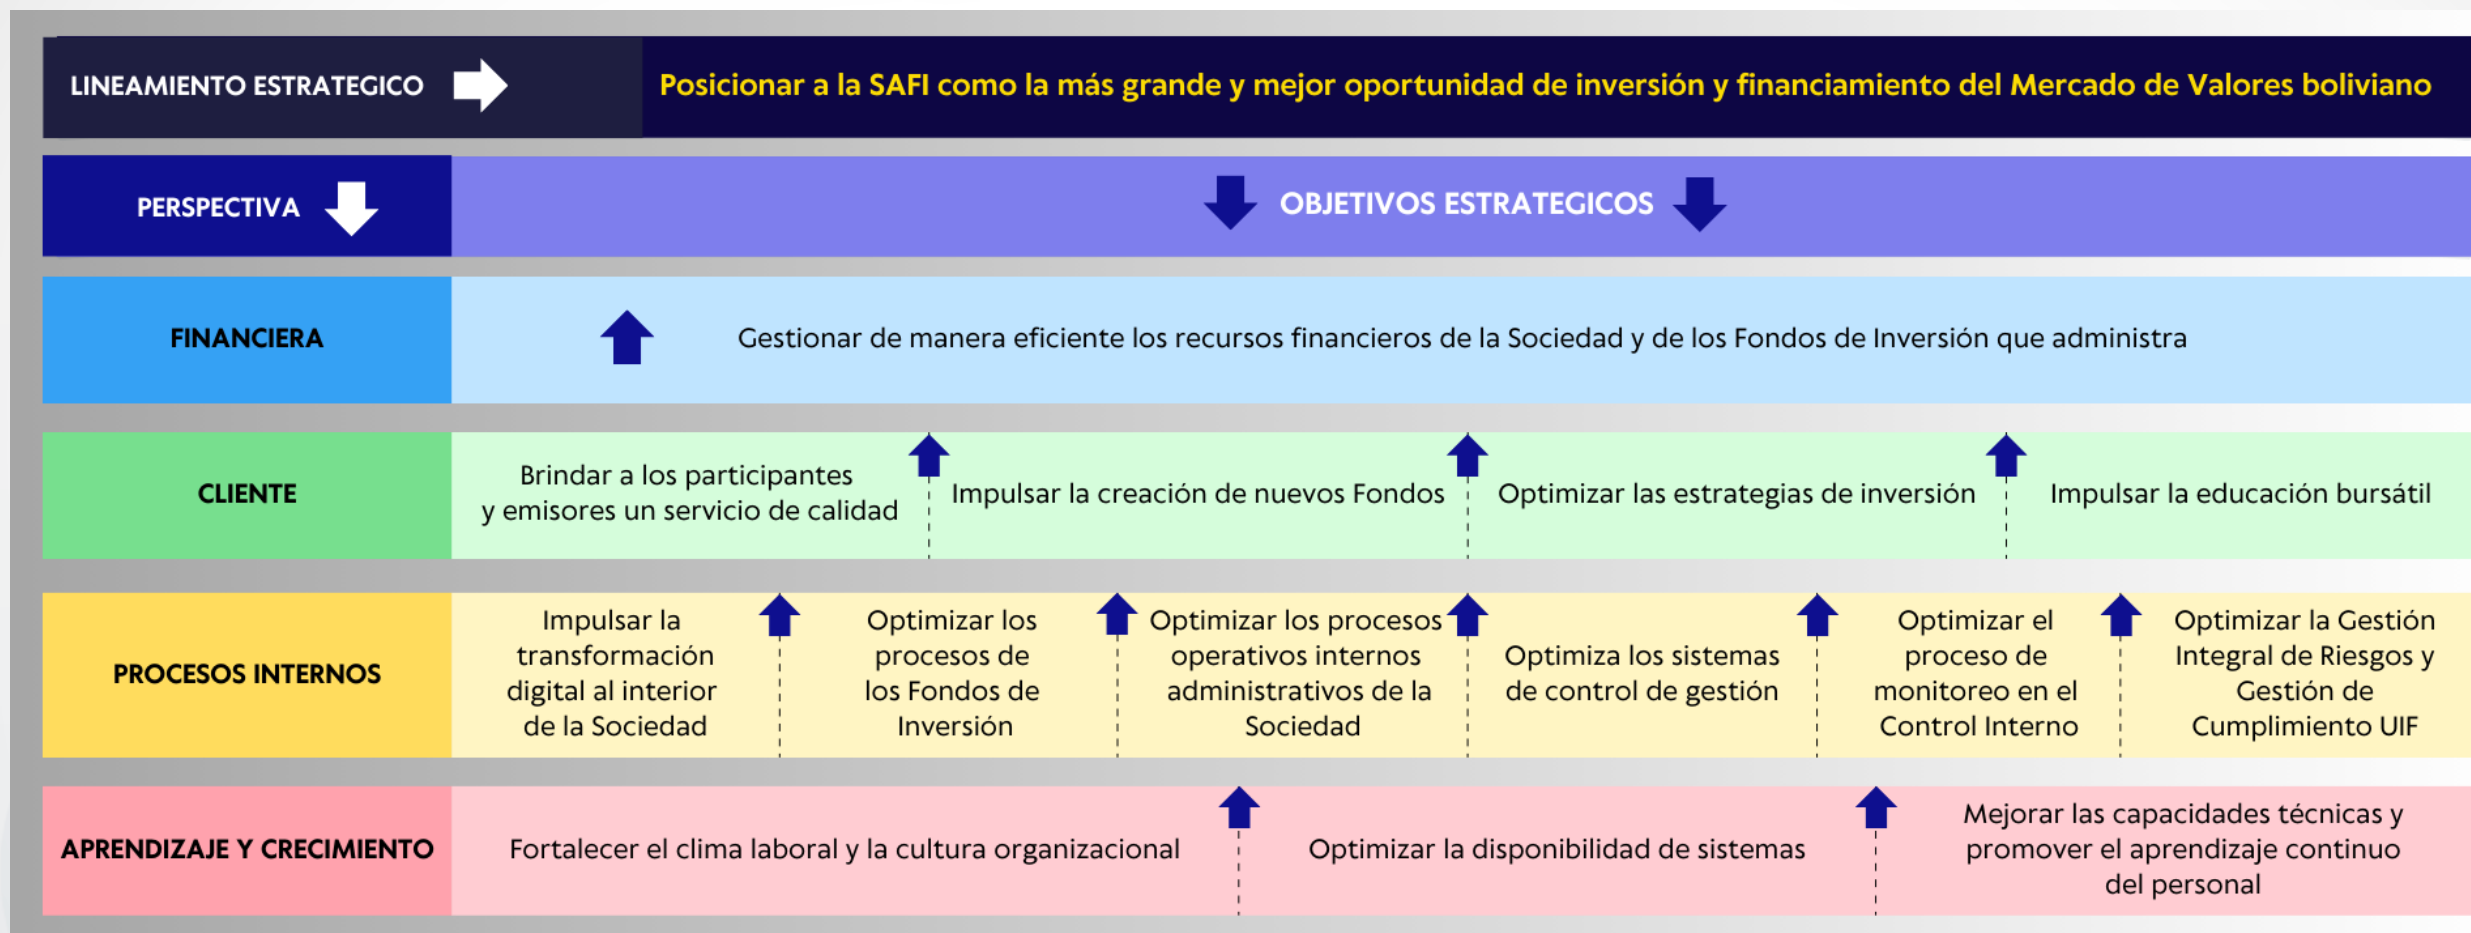 LINEAMIENTO ESTRATEGICO
Posicionar a la SAFI como la más grande y mejor oportunidad de inversión y financiamiento del Mercado de Valores boliviano
PERSPECTIVA
OBJETIVOS ESTRATEGICOS
FINANCIERA
Gestionar de manera eficiente los recursos financieros de la Sociedad y de los Fondos de Inversión que administra
CLIENTE
Brindar a los participantes
y emisores un servicio de calidad
Impulsar la creación de nuevos Fondos
Optimizar las estrategias de inversión
Impulsar la educación bursátil
PROCESOS INTERNOS
Impulsar la
transformación
digital al interior
de la Sociedad
Optimizar los
procesos de
los Fondos de
Inversión
Optimizar los procesos
operativos internos
administrativos de la
Sociedad
Optimiza los sistemas
de control de gestión
Optimizar el
proceso de
monitoreo en el
Control Interno
Optimizar la Gestión
Integral de Riesgos y
Gestión de
Cumplimiento UIF
APRENDIZAJE Y CRECIMIENTO
Fortalecer el clima laboral y la cultura organizacional
Optimizar la disponibilidad de sistemas
Mejorar las capacidades técnicas y
promover el aprendizaje continuo
del personal